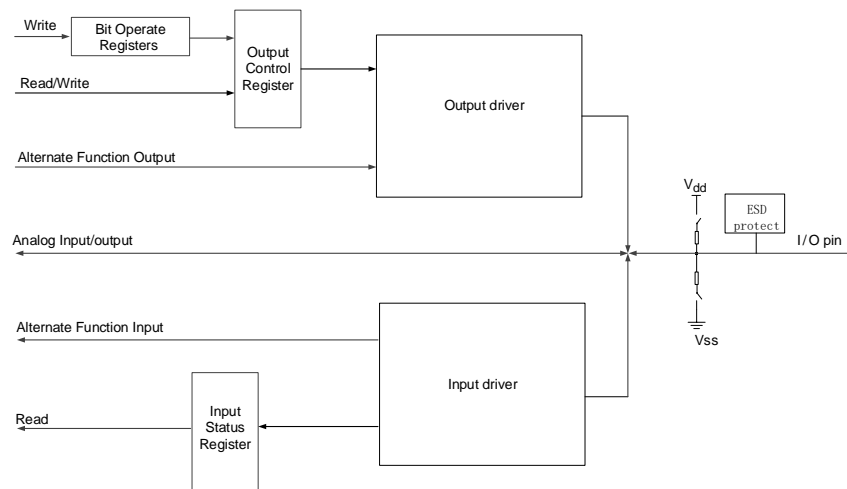 Write
Bit Operate
Registers
Output
Control
Register
Read/Write
Output driver
Alternate Function Output
Vdd
ESD
protect
Analog Input/output
I/O pin
Alternate Function Input
Vss
Input driver
Input
Status
Register
Read